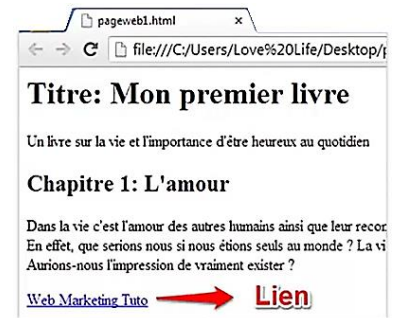 pageweb1.html
file:///C:/Users/Love%20Life/Desktop/p
Titre: Mon premier livre
Un livre sur la vie et l'importance d'être heureux au quotidien
Chapitre 1: L'amour
Dans la vie c'est l'amour des autres humains ainsi que leur recon
En effet, que serions nous si nous étions seuls au monde ? La vi
Aurions-nous l'impression de vraiment exister ?
Web Marketing Tuto Lien